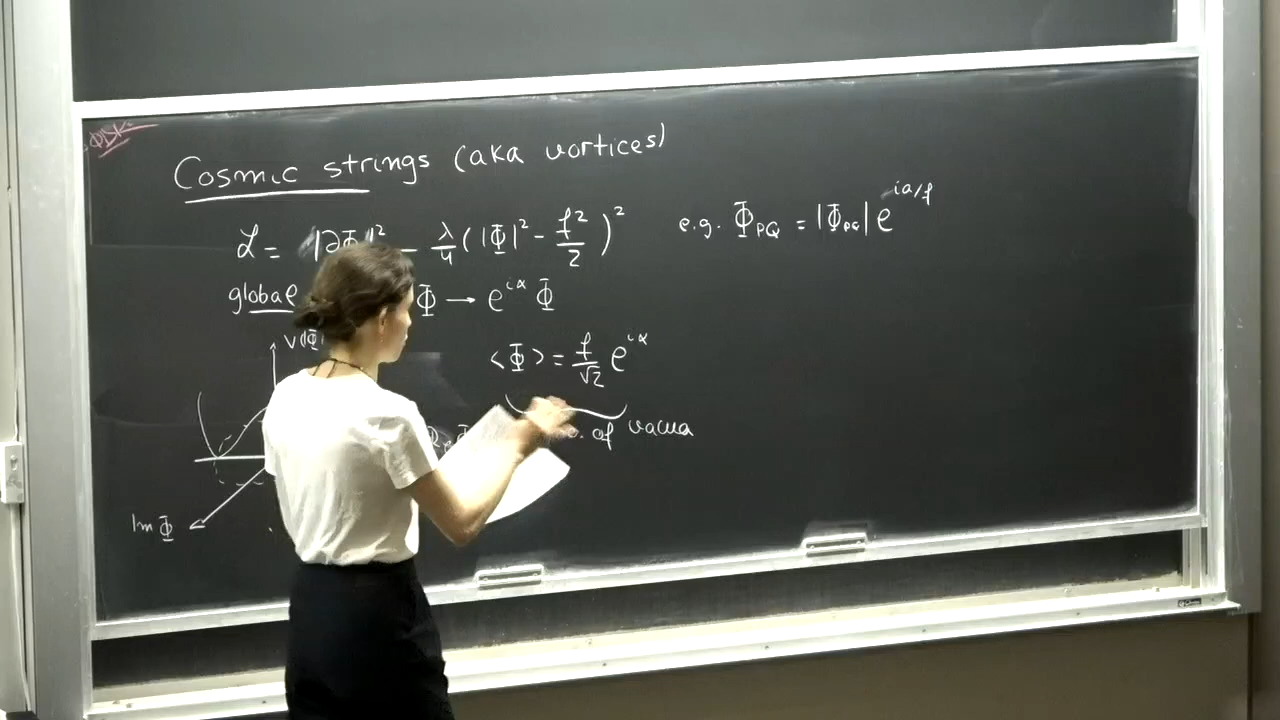 Cosmic strings (aka vortices)
ℒ = |∂Φ|² − λ/4 (|Φ|² − f²/2)²
e.g. Φ_PQ = |Φ_PQ| e^{ia/f}
global Φ → e^{iα} Φ
V(Φ
<Φ> = f/√2 e^{iα}
of vacua
Im Φ